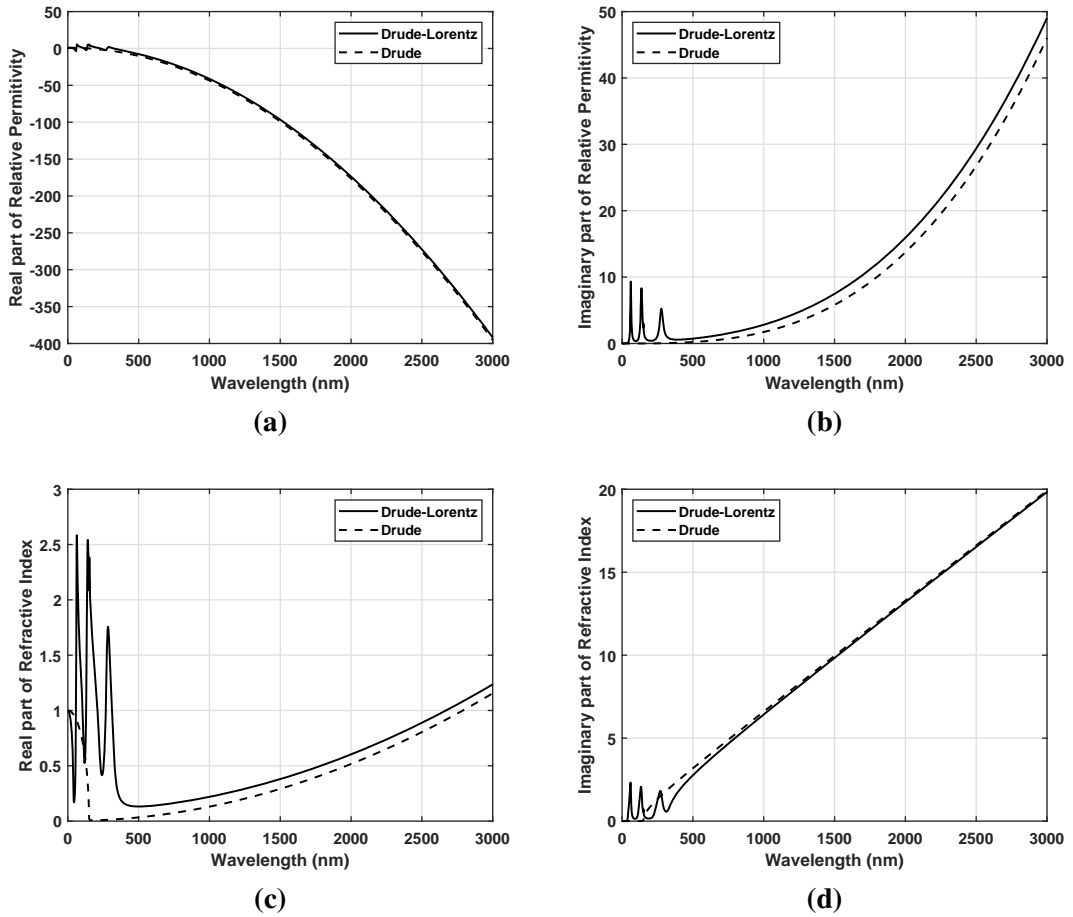 Real part of Relative Permitivity
50
0
-50
-100
-150
-200
-250
-300
-350
-400
Drude-Lorentz
Drude
0 500 1000 1500 2000 2500 3000
Wavelength (nm)
(a)
Imaginary part of Relative Permitivity
50
40
30
20
10
0
Drude-Lorentz
Drude
0 500 1000 1500 2000 2500 3000
Wavelength (nm)
(b)
Real part of Refractive Index
3
2.5
2
1.5
1
0.5
0
Drude-Lorentz
Drude
0 500 1000 1500 2000 2500 3000
Wavelength (nm)
(c)
Imaginary part of Refractive Index
20
15
10
5
0
Drude-Lorentz
Drude
0 500 1000 1500 2000 2500 3000
Wavelength (nm)
(d)